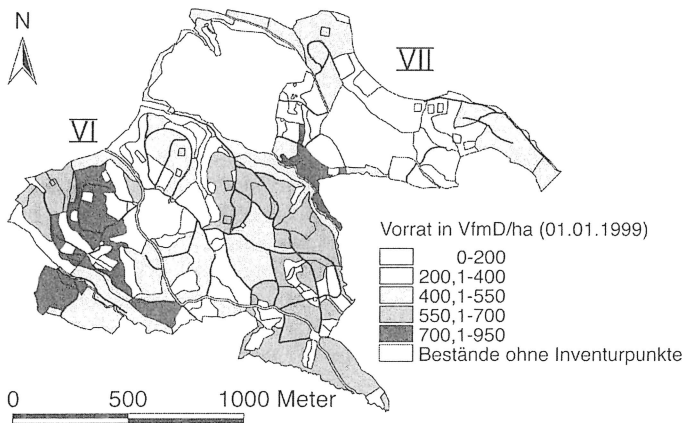 N
VII
VI
Vorrat in VfmD/ha (01.01.1999)
0-200
200,1-400
400,1-550
550,1-700
700,1-950
Bestände ohne Inventurpunkte
0 500 1000 Meter